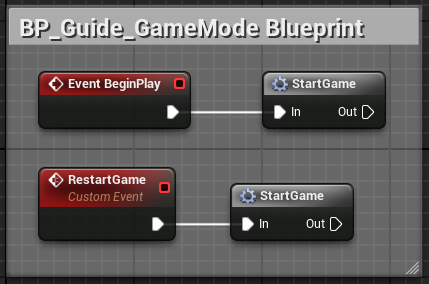 BP_Guide_GameMode Blueprint
Event BeginPlay
StartGame
In Out
RestartGame
Custom Event
StartGame
In Out